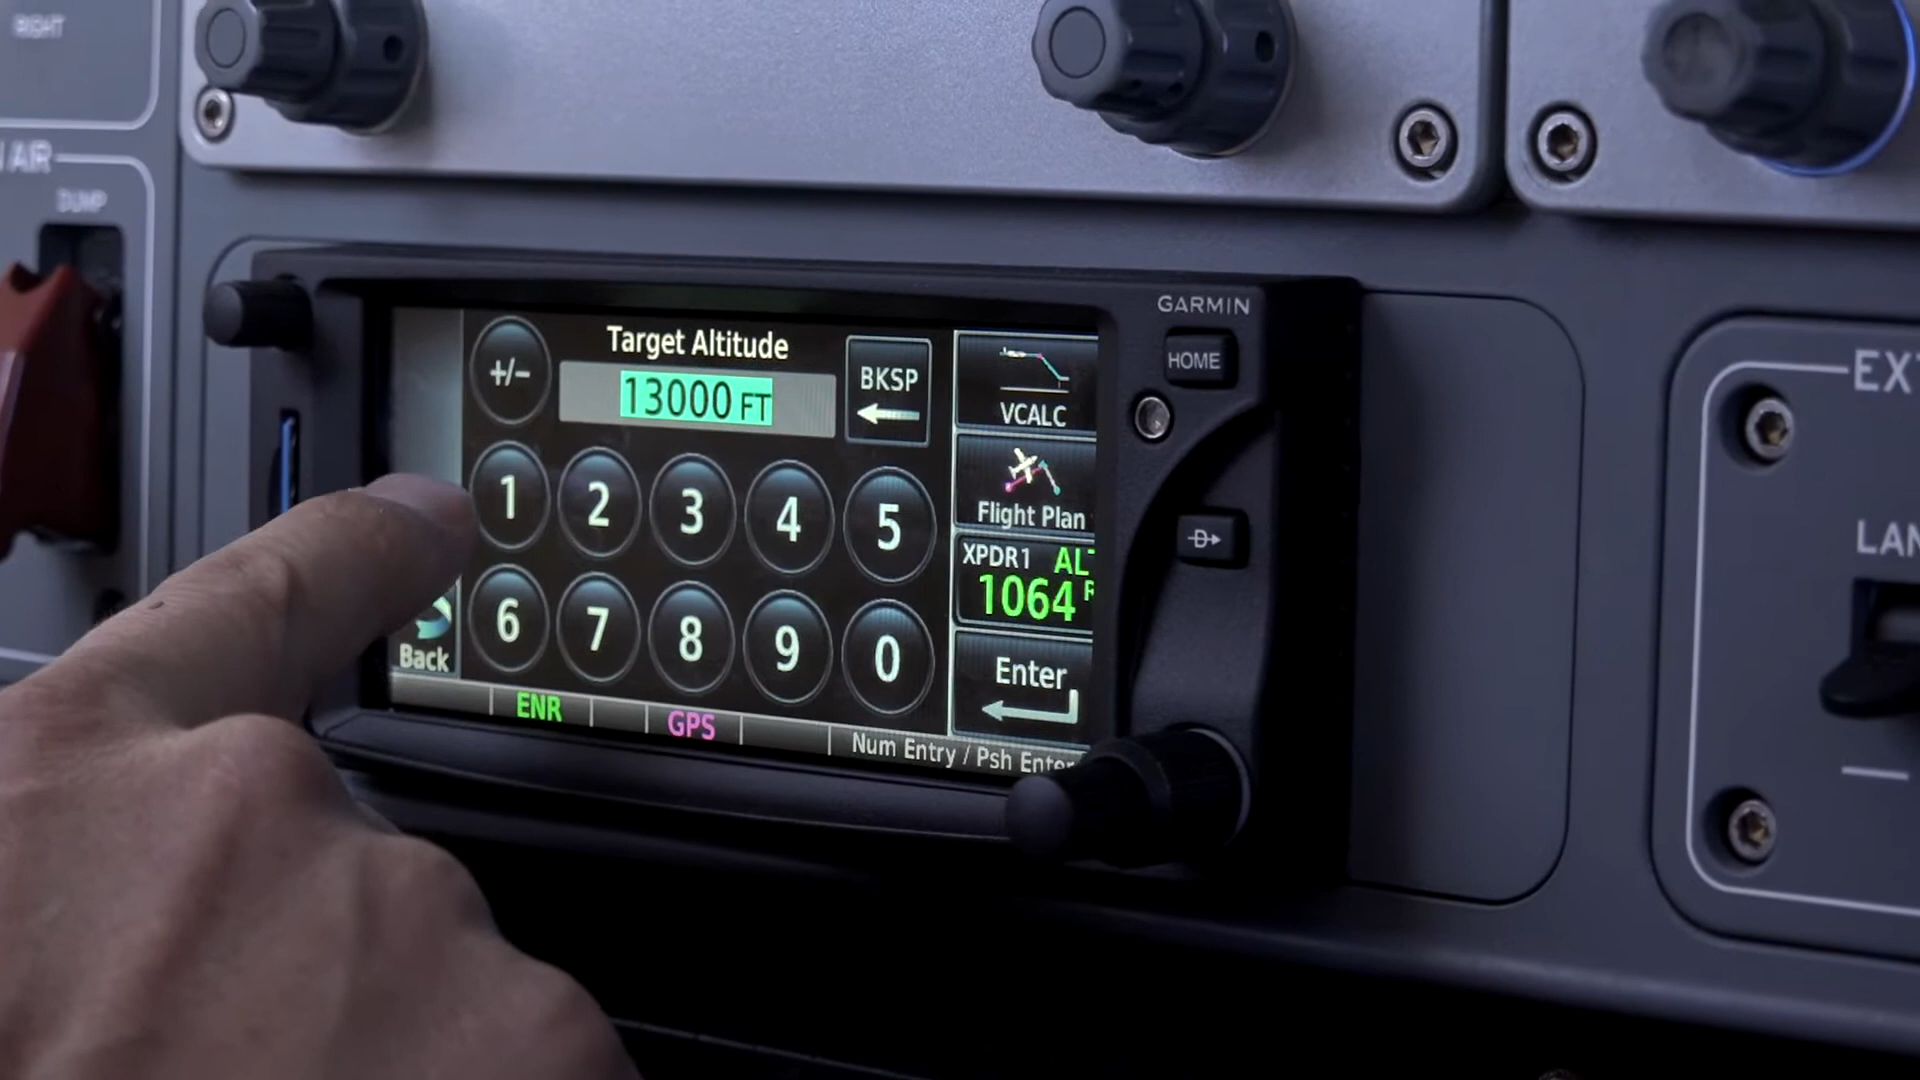 RIGHT
AIR
DUMP
GARMIN
HOME
Target Altitude
+/-
13000 FT
BKSP
VCALC
1 2 3 4 5
Flight Plan
XPDR1 ALT
1064 R
6 7 8 9 0
Back
Enter
ENR GPS
Num Entry / Psh Enter
D
EXT
LAN